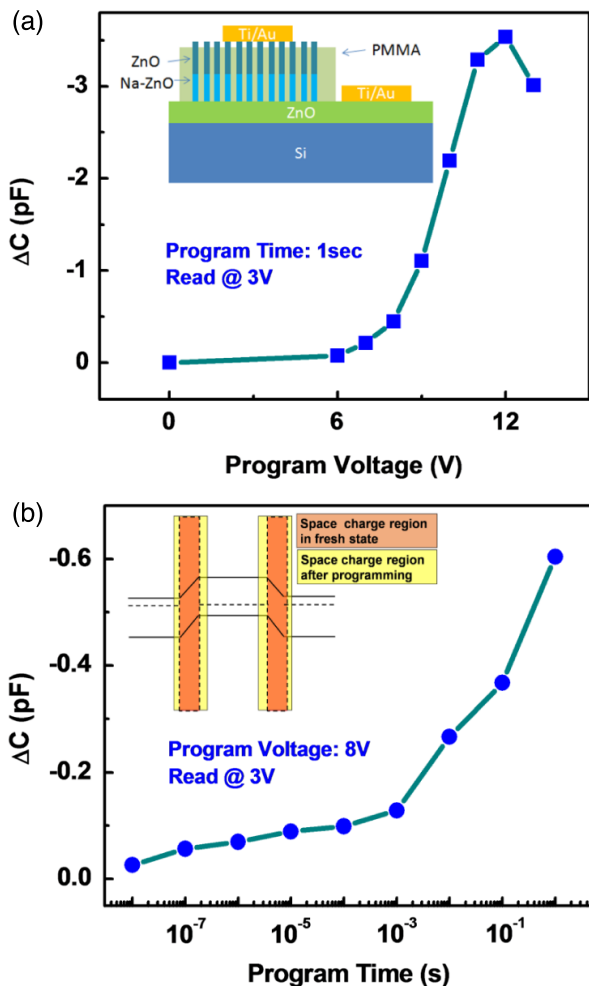 (a)
Ti/Au
ZnO
PMMA
Na-ZnO
Ti/Au
ZnO
Si
-3
-2
-1
0
ΔC (pF)
Program Time: 1sec
Read @ 3V
0
6
12
Program Voltage (V)
(b)
Space charge region
in fresh state
Space charge region
after programming
-0.6
-0.4
-0.2
0.0
ΔC (pF)
Program Voltage: 8V
Read @ 3V
10⁻⁷
10⁻⁵
10⁻³
10⁻¹
Program Time (s)